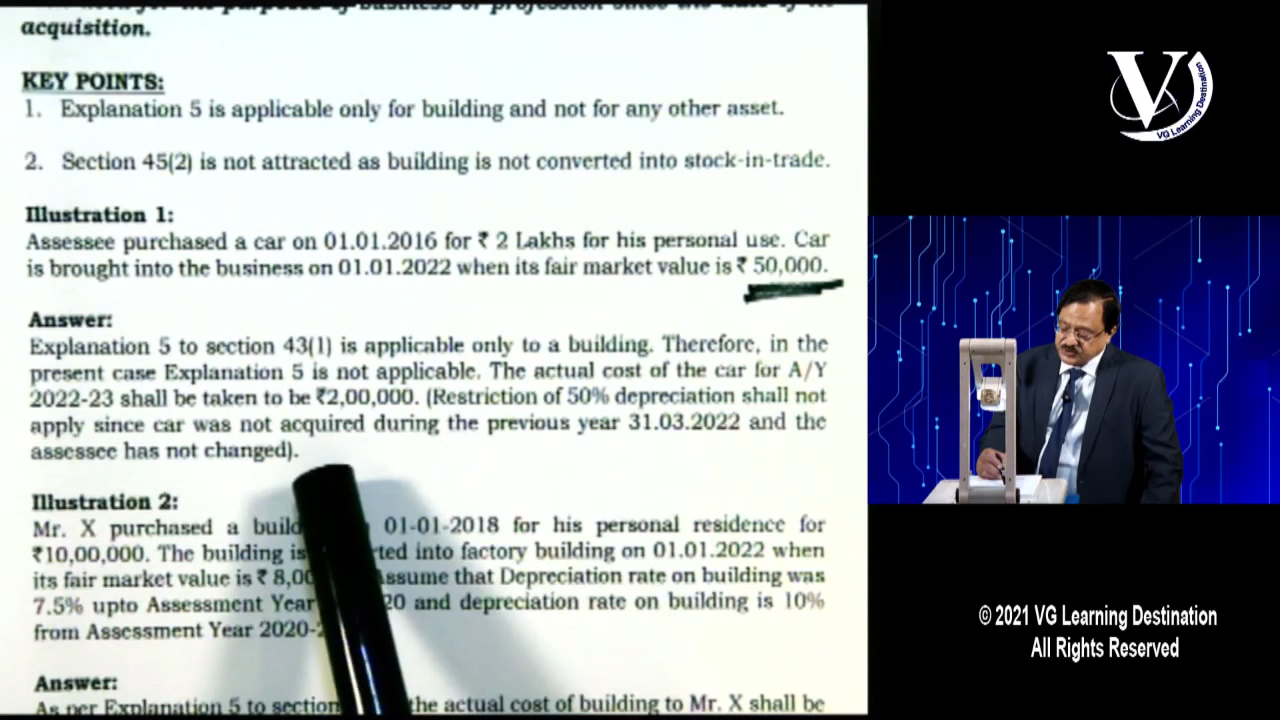 acquisition.
KEY POINTS:
1. Explanation 5 is applicable only for building and not for any other asset.
2. Section 45(2) is not attracted as building is not converted into stock-in-trade.
Illustration 1:
Assessee purchased a car on 01.01.2016 for ₹ 2 Lakhs for his personal use. Car
is brought into the business on 01.01.2022 when its fair market value is ₹ 50,000.
Answer:
Explanation 5 to section 43(1) is applicable only to a building. Therefore, in the
present case Explanation 5 is not applicable. The actual cost of the car for A/Y
2022-23 shall be taken to be ₹2,00,000. (Restriction of 50% depreciation shall not
apply since car was not acquired during the previous year 31.03.2022 and the
assessee has not changed).
Illustration 2:
Mr. X purchased a 01-01-2018 for his personal residence for
₹10,00,000. The building is into factory building on 01.01.2022 when
its fair market value is ₹ Assume that Depreciation rate on building was
7.5% upto Assessment Year and depreciation rate on building is 10%
from Assessment Year
Answer:
As per Explanation 5 to section the actual cost of building to Mr. X shall be
V
VG Learning Destination
© 2021 VG Learning Destination
All Rights Reserved